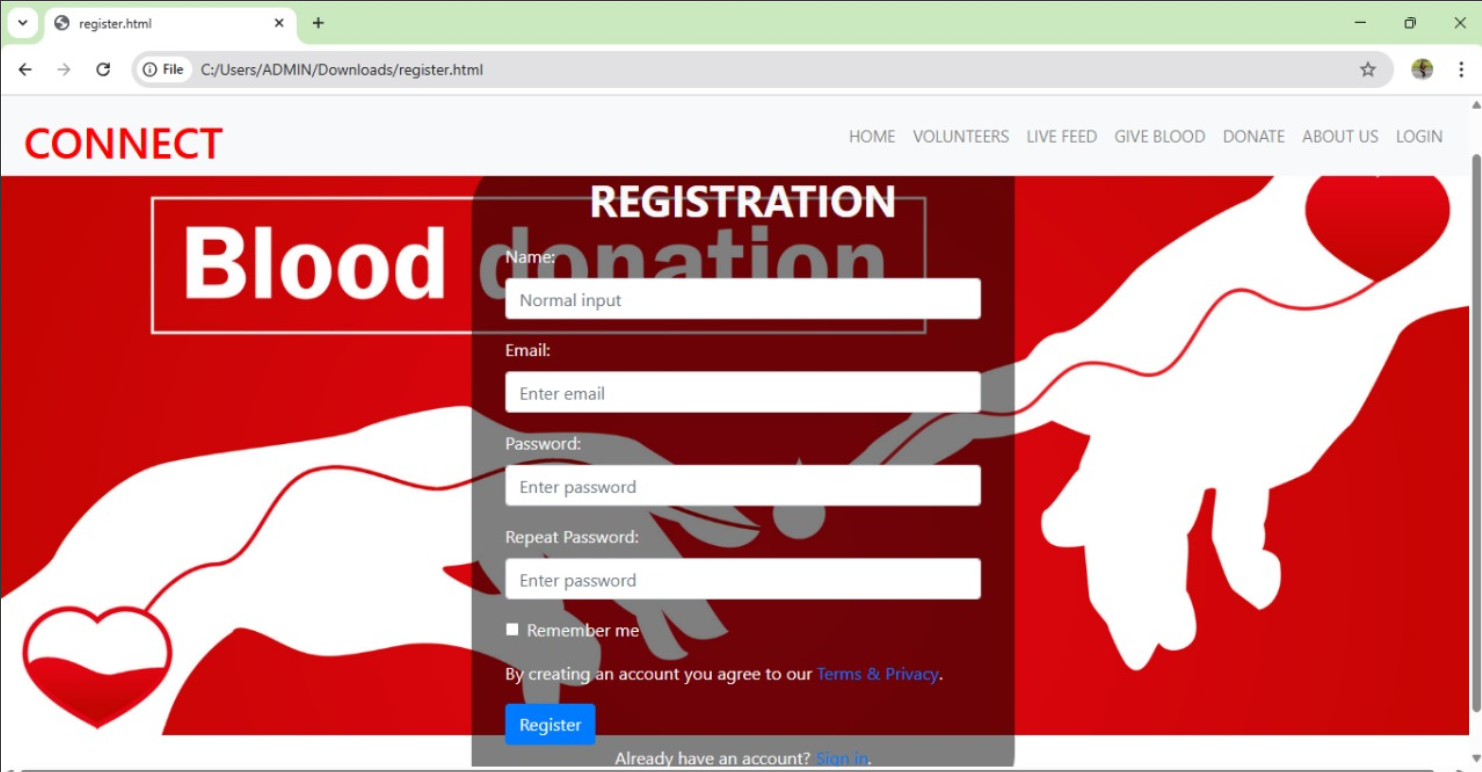 register.html
File C:/Users/ADMIN/Downloads/register.html
CONNECT
HOME VOLUNTEERS LIVE FEED GIVE BLOOD DONATE ABOUT US LOGIN
REGISTRATION
Blood donation
Name:
Normal input
Email:
Enter email
Password:
Enter password
Repeat Password:
Enter password
Remember me
By creating an account you agree to our Terms & Privacy.
Register
Already have an account? Sign in.